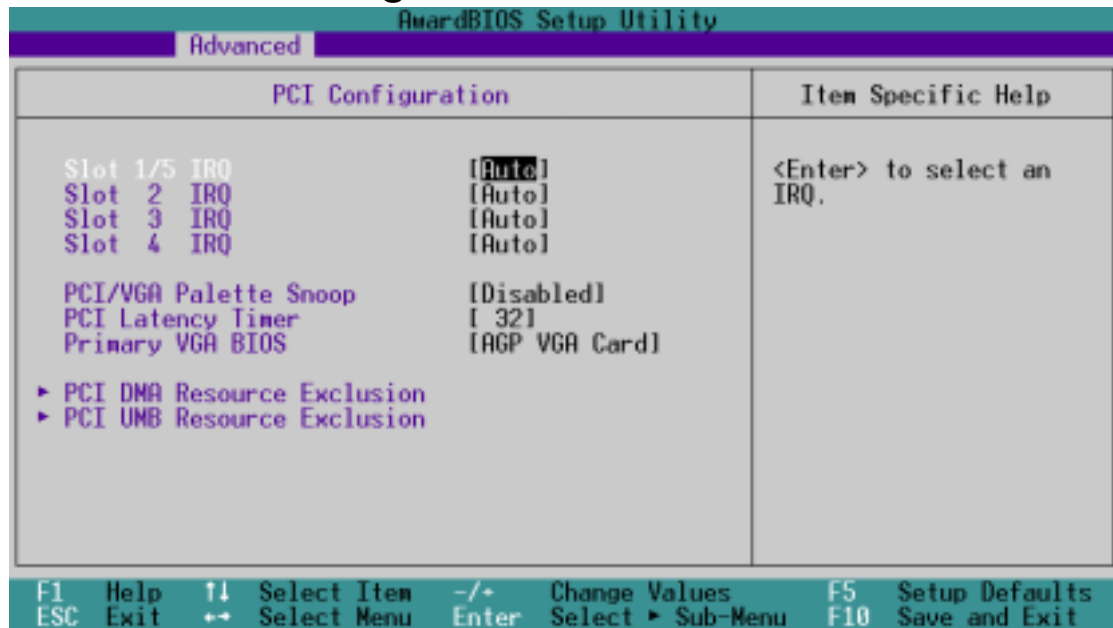 AwardBIOS Setup Utility
Advanced
PCI Configuration
Item Specific Help
Slot 1/5 IRQ [Auto]
Slot 2 IRQ [Auto]
Slot 3 IRQ [Auto]
Slot 4 IRQ [Auto]
PCI/VGA Palette Snoop [Disabled]
PCI Latency Timer [ 32]
Primary VGA BIOS [AGP VGA Card]
► PCI DMA Resource Exclusion
► PCI UMB Resource Exclusion
<Enter> to select an
IRQ.
F1 Help ↑↓ Select Item -/+ Change Values F5 Setup Defaults
ESC Exit ←→ Select Menu Enter Select ► Sub-Menu F10 Save and Exit